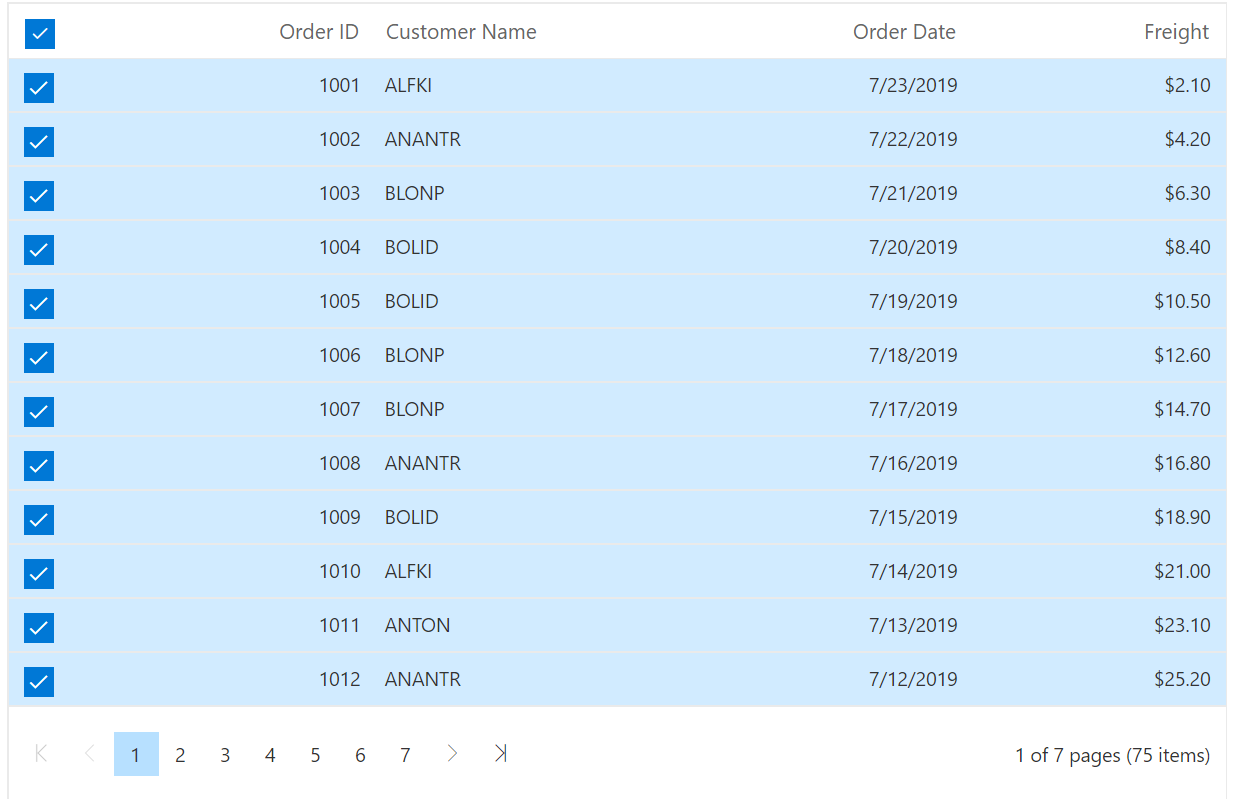 Order ID Customer Name Order Date Freight
1001 ALFKI 7/23/2019 $2.10
1002 ANANTR 7/22/2019 $4.20
1003 BLONP 7/21/2019 $6.30
1004 BOLID 7/20/2019 $8.40
1005 BOLID 7/19/2019 $10.50
1006 BLONP 7/18/2019 $12.60
1007 BLONP 7/17/2019 $14.70
1008 ANANTR 7/16/2019 $16.80
1009 BOLID 7/15/2019 $18.90
1010 ALFKI 7/14/2019 $21.00
1011 ANTON 7/13/2019 $23.10
1012 ANANTR 7/12/2019 $25.20
1 2 3 4 5 6 7 1 of 7 pages (75 items)